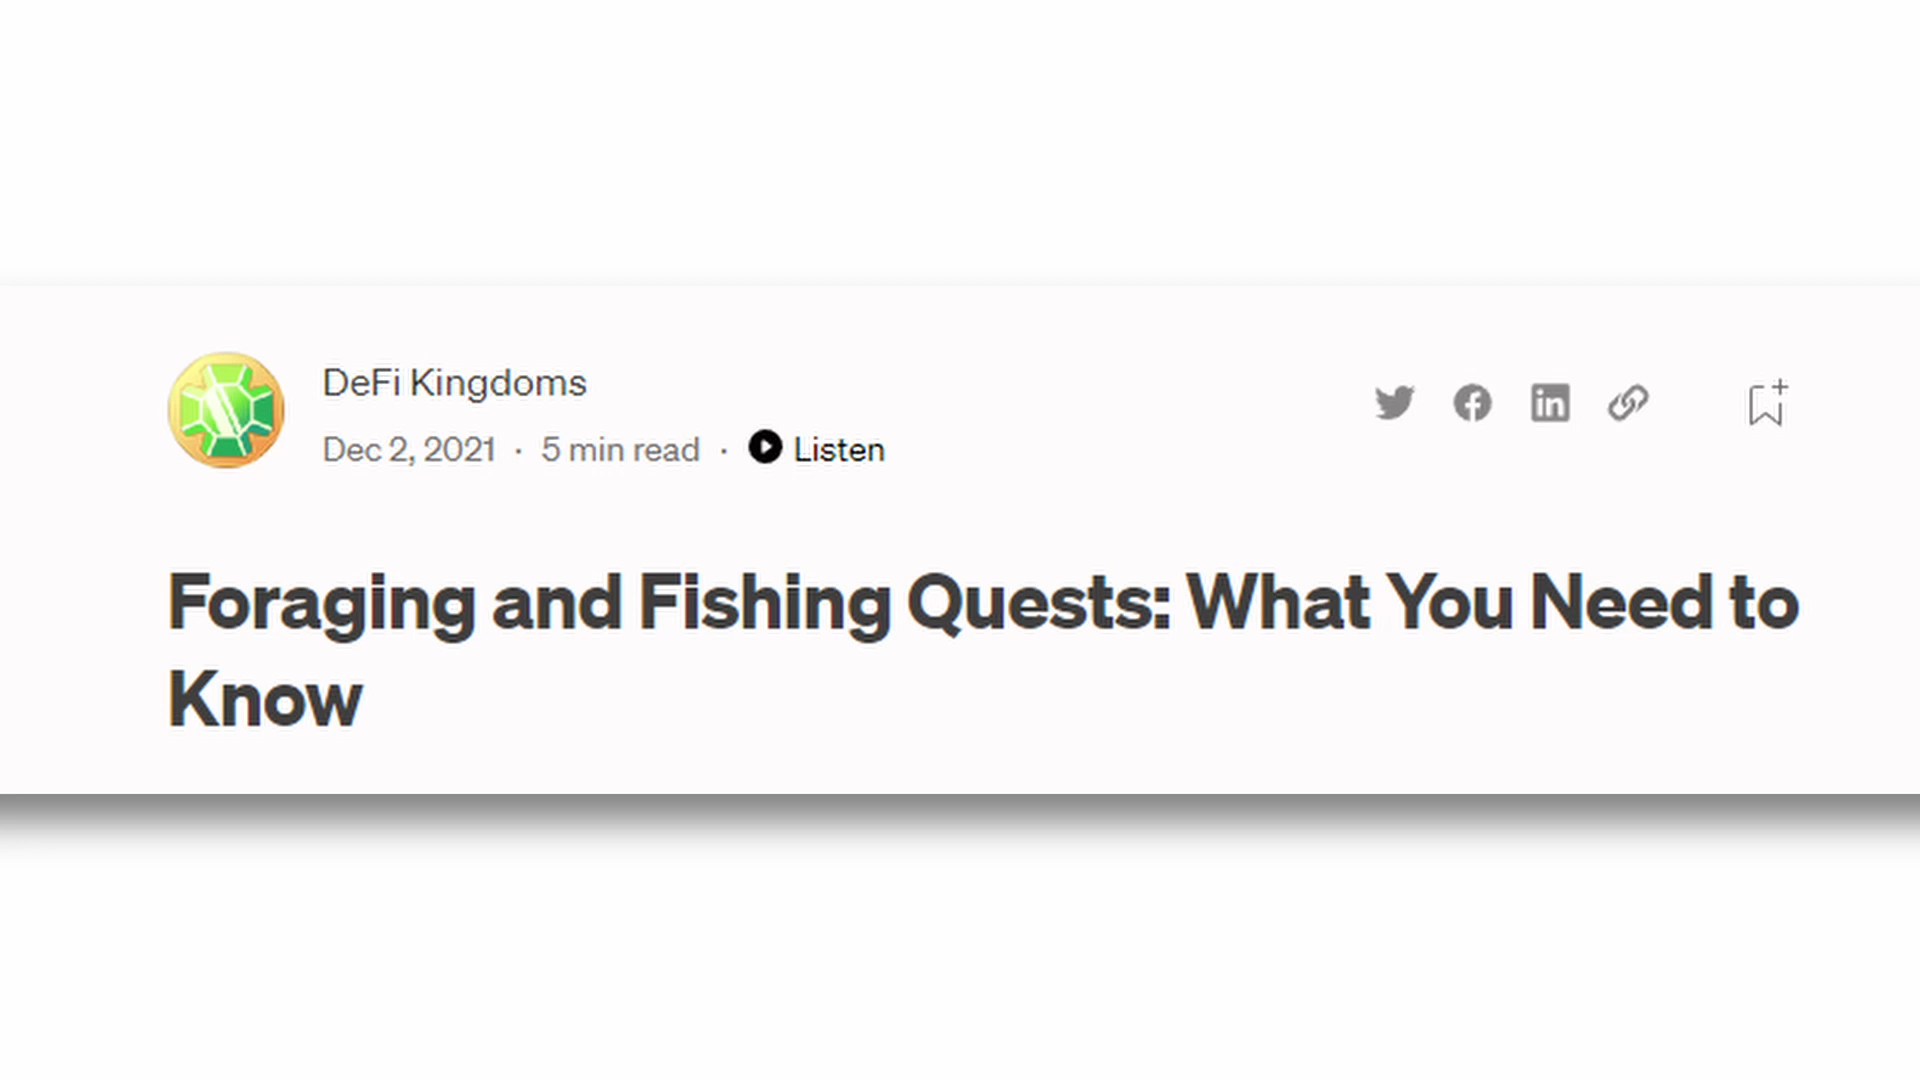 DeFi Kingdoms
Dec 2, 2021 · 5 min read · Listen
Foraging and Fishing Quests: What You Need to
Know